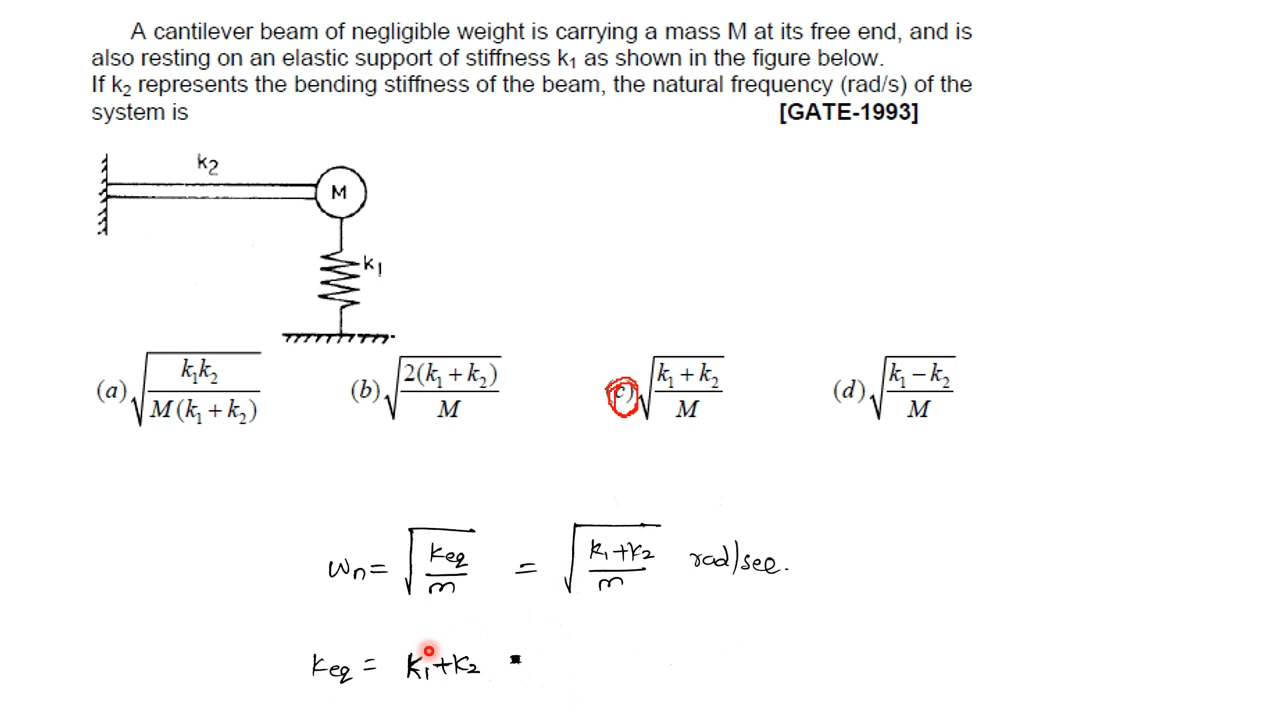 A cantilever beam of negligible weight is carrying a mass M at its free end, and is
also resting on an elastic support of stiffness k₁ as shown in the figure below.
If k₂ represents the bending stiffness of the beam, the natural frequency (rad/s) of the
system is [GATE-1993]
k2
M
k1
(a) √(k₁k₂ / M(k₁ + k₂)) (b) √(2(k₁ + k₂) / M) (c) √(k₁ + k₂ / M) (d) √(k₁ − k₂ / M)
ωn = √(keq / m) = √(k1+k2 / m) rad/sec.
keq = k1+k2